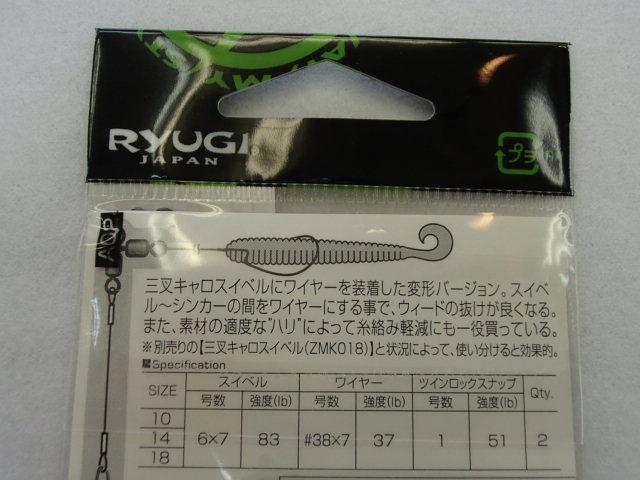 RYUGI
JAPAN
プラ
三叉キャロスイベルにワイヤーを装着した変形バージョン。スイベ
ル〜シンカーの間をワイヤーにする事で、ウィードの抜けが良くなる。
また、素材の適度な"ハリ"によって糸絡み軽減にも一役買っている。
※別売りの【三叉キャロスイベル(ZMK018)】と状況によって、使い分けると効果的。
Specification
SIZE スイベル ワイヤー ツインロックスナップ Qty.
号数 強度(lb) 号数 強度(lb) 号数 強度(lb)
10
14 6×7 83 #38×7 37 1 51 2
18